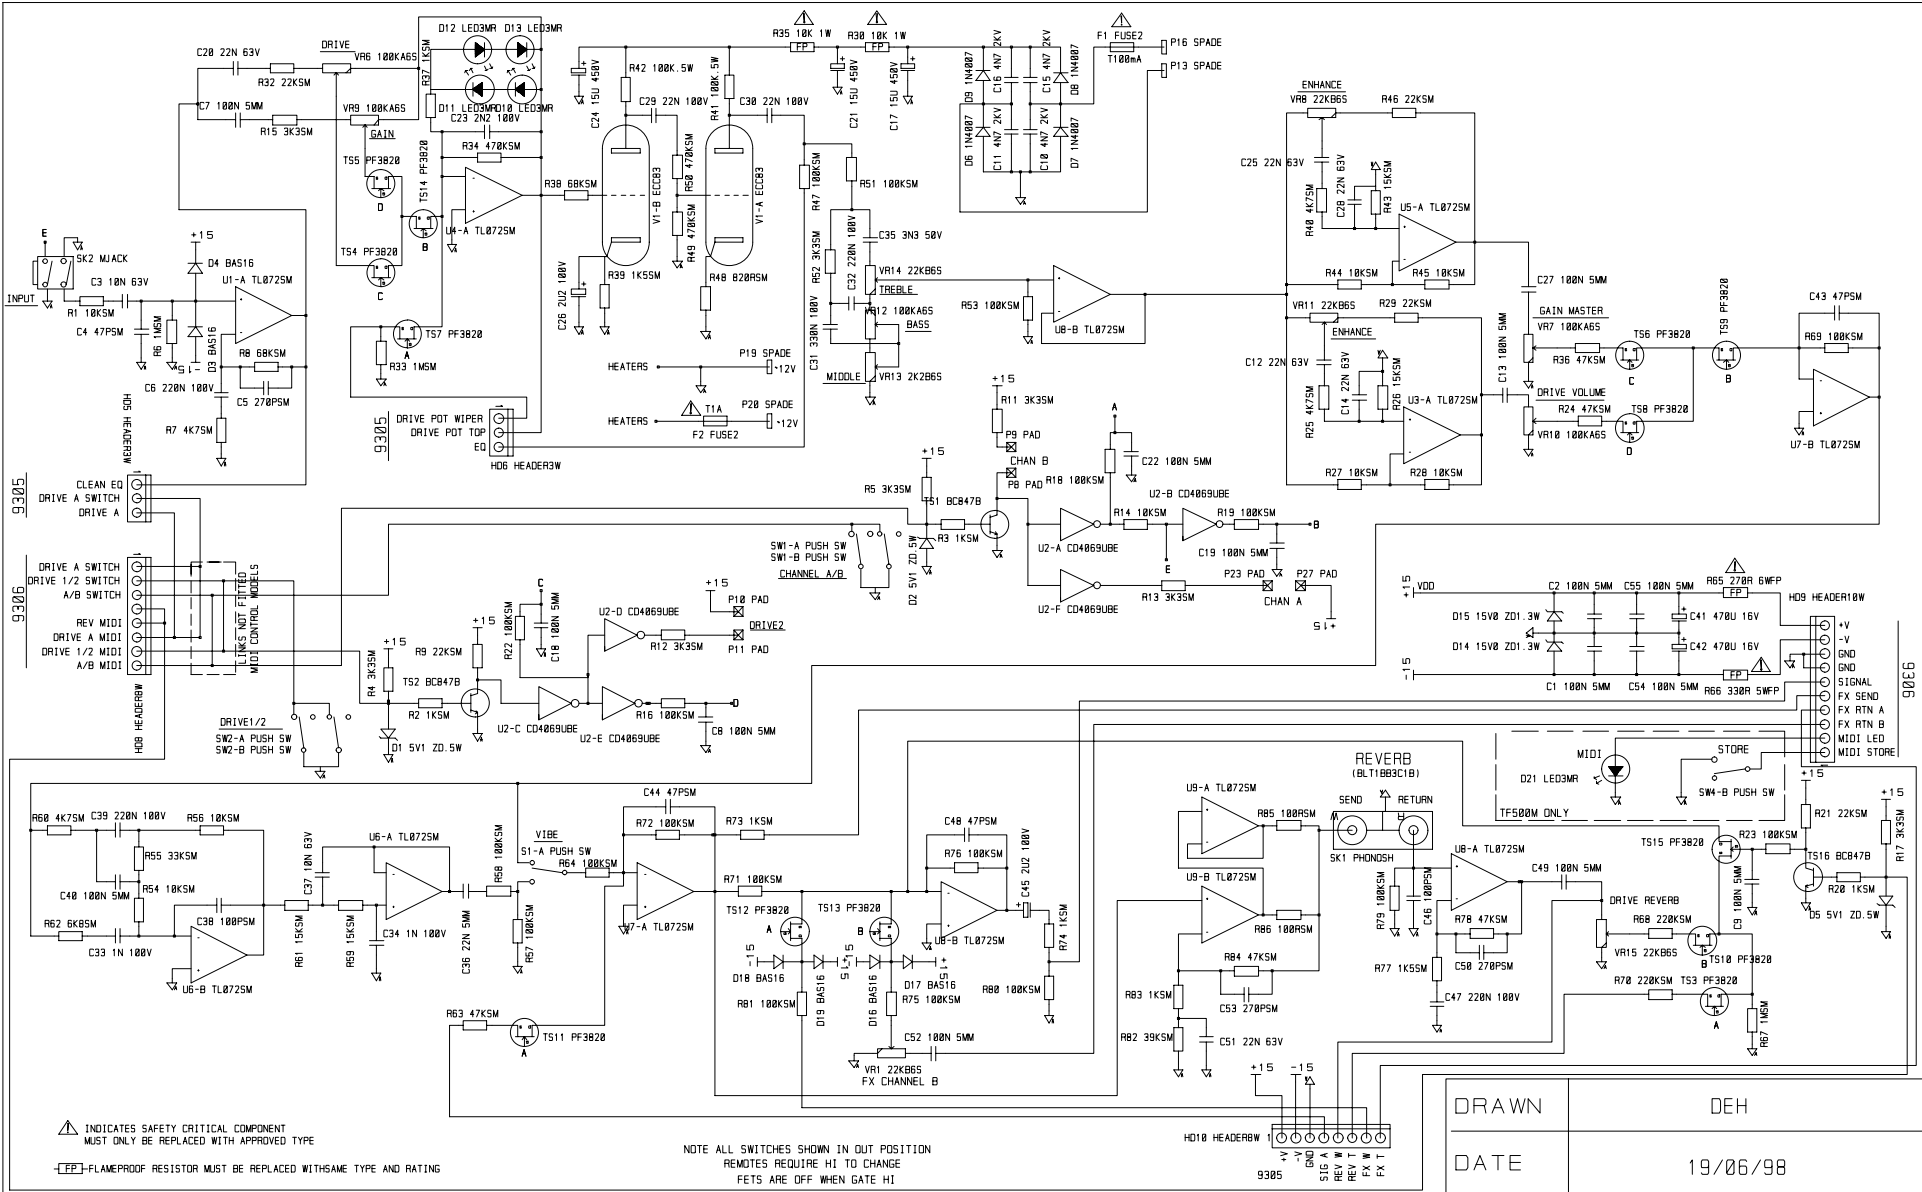 D12 LED3MR
D13 LED3MR
C20 22N 63V
DRIVE
VR6 100KA6S
R32 22KSM
R37 1KSM
C7 100N 5MM
VR9 100KA6S
R15 3K3SM
GAIN
D11 LED3MR
D10 LED3MR
C23 2N2 100V
R34 470KSM
TS5 PF3820
D
TS14 PF3820
B
U4-A TL072SM
TS4 PF3820
C
TS7 PF3820
A
R33 1MSM
R38 68KSM
R42 100K.5W
C24 15U 450V
C29 22N 100V
R41 100K.5W
C30 22N 100V
R50 470KSM
R49 470KSM
V1-B ECC83
V1-A ECC83
R39 1K5SM
C26 2U2 100V
R48 820RSM
R35 10K 1W
FP
R30 10K 1W
FP
C21 15U 450V
C17 15U 450V
D9 1N4007
C16 4N7 2KV
C15 4N7 2KV
D8 1N4007
D6 1N4007
C11 4N7 2KV
C10 4N7 2KV
D7 1N4007
F1 FUSE2
T100mA
P16 SPADE
P13 SPADE
R47 100KSM
R51 100KSM
R52 3K3SM
C32 220N 100V
C35 3N3 50V
VR14 22KB6S
TREBLE
VR12 100KA6S
BASS
C31 330N 100V
MIDDLE
VR13 2K2B6S
R53 100KSM
U8-B TL072SM
ENHANCE
VR8 22KB6S
R46 22KSM
C25 22N 63V
R40 4K7SM
C28 22N 63V
R43 15KSM
U5-A TL072SM
R44 10KSM
R45 10KSM
VR11 22KB6S
R29 22KSM
ENHANCE
C12 22N 63V
R25 4K7SM
C14 22N 63V
R26 15KSM
U3-A TL072SM
R27 10KSM
R28 10KSM
C27 100N 5MM
GAIN MASTER
VR7 100KA6S
C13 100N 5MM
R36 47KSM
TS6 PF3820
C
TS9 PF3820
B
DRIVE VOLUME
R24 47KSM
TS8 PF3820
D
VR10 100KA6S
C43 47PSM
R69 100KSM
U7-B TL072SM
E
SK2 MJACK
INPUT
C3 10N 63V
R1 10KSM
C4 47PSM
R6 1MSM
+15
D4 BAS16
D3 BAS16
-15
U1-A TL072SM
R8 68KSM
C6 220N 100V
C5 270PSM
R7 4K7SM
HD5 HEADER3W
9305
CLEAN EQ
DRIVE A SWITCH
DRIVE A
9305
DRIVE POT WIPER
DRIVE POT TOP
EQ
HD6 HEADER3W
HEATERS
P19 SPADE
~12V
HEATERS
T1A
F2 FUSE2
P20 SPADE
~12V
9306
DRIVE A SWITCH
DRIVE 1/2 SWITCH
A/B SWITCH
REV MIDI
DRIVE A MIDI
DRIVE 1/2 MIDI
A/B MIDI
HD8 HEADER8W
LINKS NOT FITTED
MIDI CONTROL MODELS
DRIVE1/2
SW2-A PUSH SW
SW2-B PUSH SW
+15
R4 3K3SM
R2 1KSM
D1 5V1 ZD.5W
+15
R9 22KSM
TS2 BC847B
C
R22 100KSM
C18 100N 5MM
U2-D CD4069UBE
R12 3K3SM
+15
P10 PAD
DRIVE2
P11 PAD
U2-C CD4069UBE
U2-E CD4069UBE
R16 100KSM
D
C8 100N 5MM
SW1-A PUSH SW
SW1-B PUSH SW
CHANNEL A/B
+15
R5 3K3SM
D2 5V1 ZD.5W
R3 1KSM
TS1 BC847B
+15
R11 3K3SM
P9 PAD
CHAN B
P8 PAD
A
R18 100KSM
C22 100N 5MM
U2-A CD4069UBE
R14 10KSM
E
U2-B CD4069UBE
R19 100KSM
B
C19 100N 5MM
U2-F CD4069UBE
R13 3K3SM
P23 PAD
P27 PAD
CHAN A
+15
+15
VDD
-15
C2 100N 5MM
C55 100N 5MM
R65 270R 6WFP
FP
D15 15V0 ZD1.3W
D14 15V0 ZD1.3W
C41 470U 16V
C42 470U 16V
C1 100N 5MM
C54 100N 5MM
FP
R66 330R 5WFP
HD9 HEADER10W
+V
-V
GND
GND
SIGNAL
FX SEND
FX RTN A
FX RTN B
MIDI LED
MIDI STORE
9306
MIDI
D21 LED3MR
STORE
SW4-B PUSH SW
TF500M ONLY
R60 4K7SM
C39 220N 100V
R56 10KSM
R55 33KSM
C40 100N 5MM
R54 10KSM
R62 6K8SM
C33 1N 100V
C38 100PSM
U6-B TL072SM
R61 15KSM
C37 10N 63V
R59 15KSM
C34 1N 100V
U6-A TL072SM
C36 22N 5MM
R58 100KSM
R57 100KSM
VIBE
S1-A PUSH SW
R64 100KSM
C44 47PSM
R72 100KSM
U7-A TL072SM
R73 1KSM
R71 100KSM
R63 47KSM
TS11 PF3820
A
TS12 PF3820
A
TS13 PF3820
B
-15
D18 BAS16
+15
D19 BAS16
R81 100KSM
-15
D17 BAS16
+15
D16 BAS16
R75 100KSM
C52 100N 5MM
VR1 22KB6S
FX CHANNEL B
C48 47PSM
R76 100KSM
U8-B TL072SM
C45 2U2 100V
R74 1KSM
R80 100KSM
REVERB
(BLT1BB3C1B)
SEND
RETURN
SK1 PHONOSH
U9-A TL072SM
R85 100RSM
U9-B TL072SM
R86 100RSM
R84 47KSM
C53 270PSM
R83 1KSM
R82 39KSM
C51 22N 63V
R79 100KSM
C46 100PSM
U8-A TL072SM
R78 47KSM
C50 270PSM
R77 1K5SM
C47 220N 100V
C49 100N 5MM
DRIVE REVERB
VR15 22KB6S
R68 220KSM
B
TS10 PF3820
R70 220KSM
TS3 PF3820
A
R67 1MSM
TS15 PF3820
C9 100N 5MM
R23 100KSM
+15
R21 22KSM
TS16 BC847B
R20 1KSM
+15
R17 3K3SM
D5 5V1 ZD.5W
+15
-15
HD10 HEADER8W
1
+V
-V
GND
SIG A
REV W
REV T
FX W
FX T
9305
INDICATES SAFETY CRITICAL COMPONENT
MUST ONLY BE REPLACED WITH APPROVED TYPE
FP
-FLAMEPROOF RESISTOR MUST BE REPLACED WITHSAME TYPE AND RATING
NOTE ALL SWITCHES SHOWN IN OUT POSITION
REMOTES REQUIRE HI TO CHANGE
FETS ARE OFF WHEN GATE HI
DRAWN
DEH
DATE
19/06/98